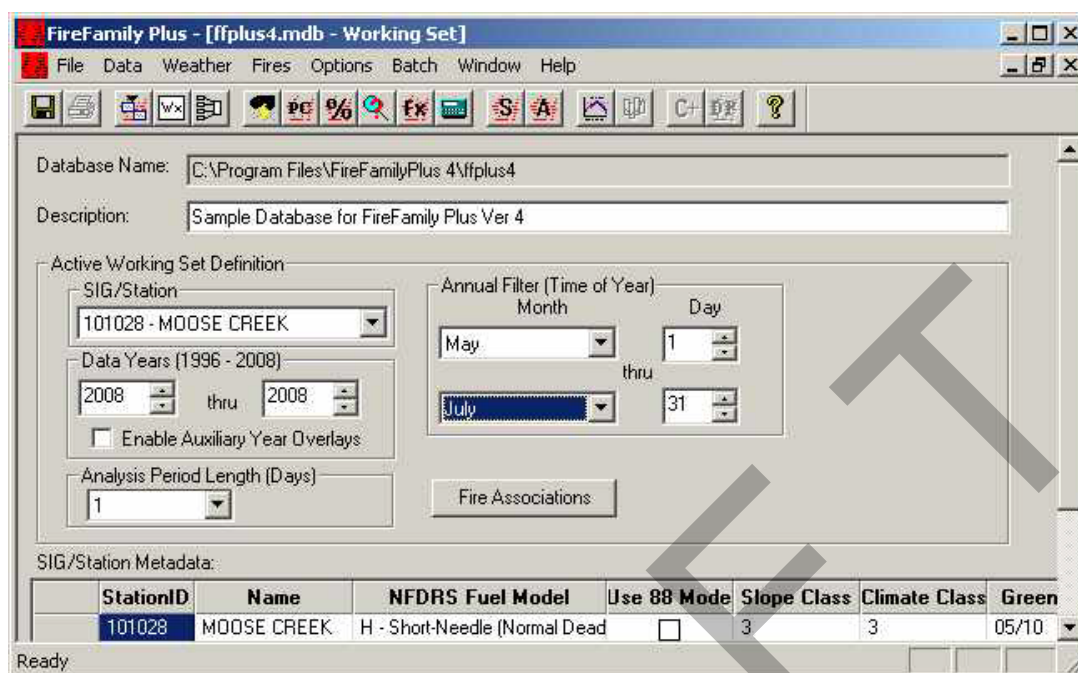 FireFamily Plus - [ffplus4.mdb - Working Set]
File Data Weather Fires Options Batch Window Help
Wx PC % fx S A C+ DR ?
Database Name: C:\Program Files\FireFamilyPlus 4\ffplus4
Description: Sample Database for FireFamily Plus Ver 4
Active Working Set Definition
SIG/Station
101028 - MOOSE CREEK
Data Years (1996 - 2008)
2008 thru 2008
Enable Auxiliary Year Overlays
Analysis Period Length (Days)
1
Annual Filter (Time of Year)
Month Day
May 1
thru
July 31
Fire Associations
SIG/Station Metadata:
StationID Name NFDRS Fuel Model Use 88 Mode Slope Class Climate Class Green
101028 MOOSE CREEK H - Short-Needle (Normal Dead 3 3 05/10
Ready
F T